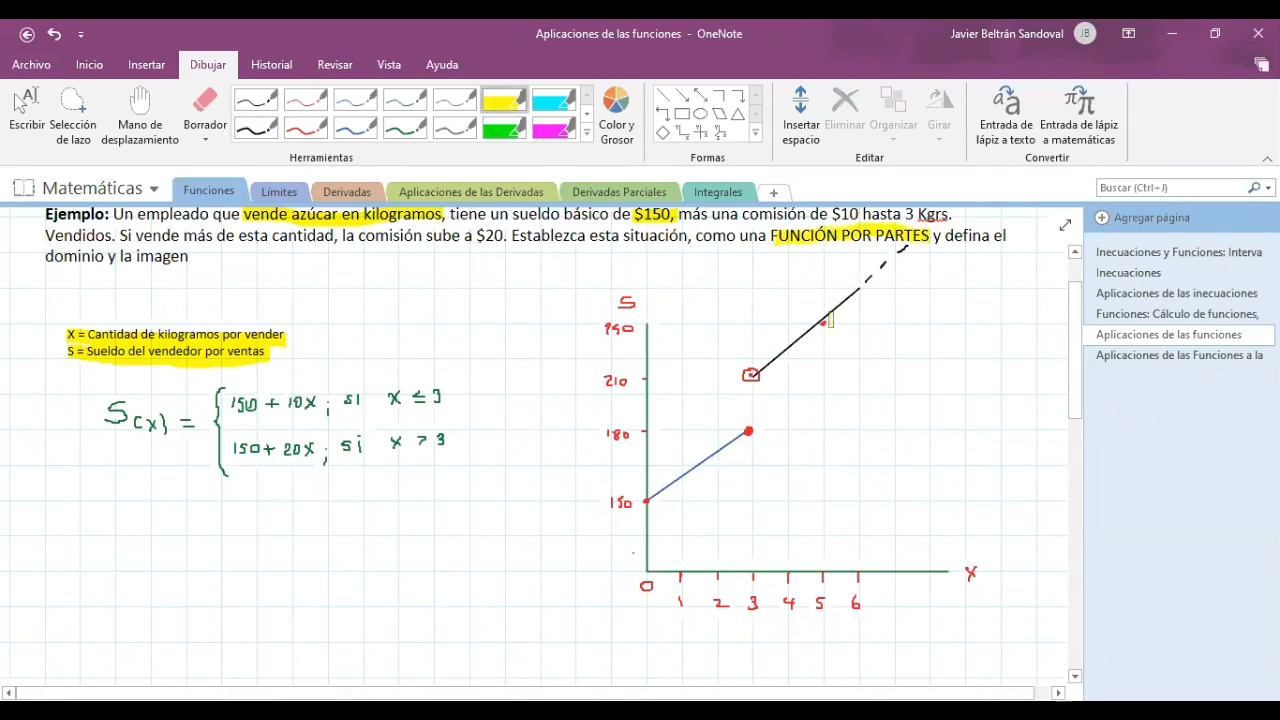 Aplicaciones de las funciones - OneNote
Javier Beltrán Sandoval JB
Archivo Inicio Insertar Dibujar Historial Revisar Vista Ayuda
Escribir Selección de lazo Mano de desplazamiento Borrador Color y Grosor Insertar espacio Eliminar Organizar Girar Entrada de lápiz a texto Entrada de lápiz a matemáticas
Herramientas Formas Editar Convertir
Matemáticas Funciones Límites Derivadas Aplicaciones de las Derivadas Derivadas Parciales Integrales +
Buscar (Ctrl+J)
Ejemplo: Un empleado que vende azúcar en kilogramos, tiene un sueldo básico de $150, más una comisión de $10 hasta 3 Kgrs.
Vendidos. Si vende más de esta cantidad, la comisión sube a $20. Establezca esta situación, como una FUNCIÓN POR PARTES y defina el
dominio y la imagen
X = Cantidad de kilogramos por vender
S = Sueldo del vendedor por ventas
S(x) =
150 + 10x ; si x ≤ 3
150 + 20x ; si x > 3
S
210
180
150
0
X
1 2 3 4 5 6
Agregar página
Inecuaciones y Funciones: Interva
Inecuaciones
Aplicaciones de las inecuaciones
Funciones: Cálculo de funciones,
Aplicaciones de las funciones
Aplicaciones de las Funciones a la